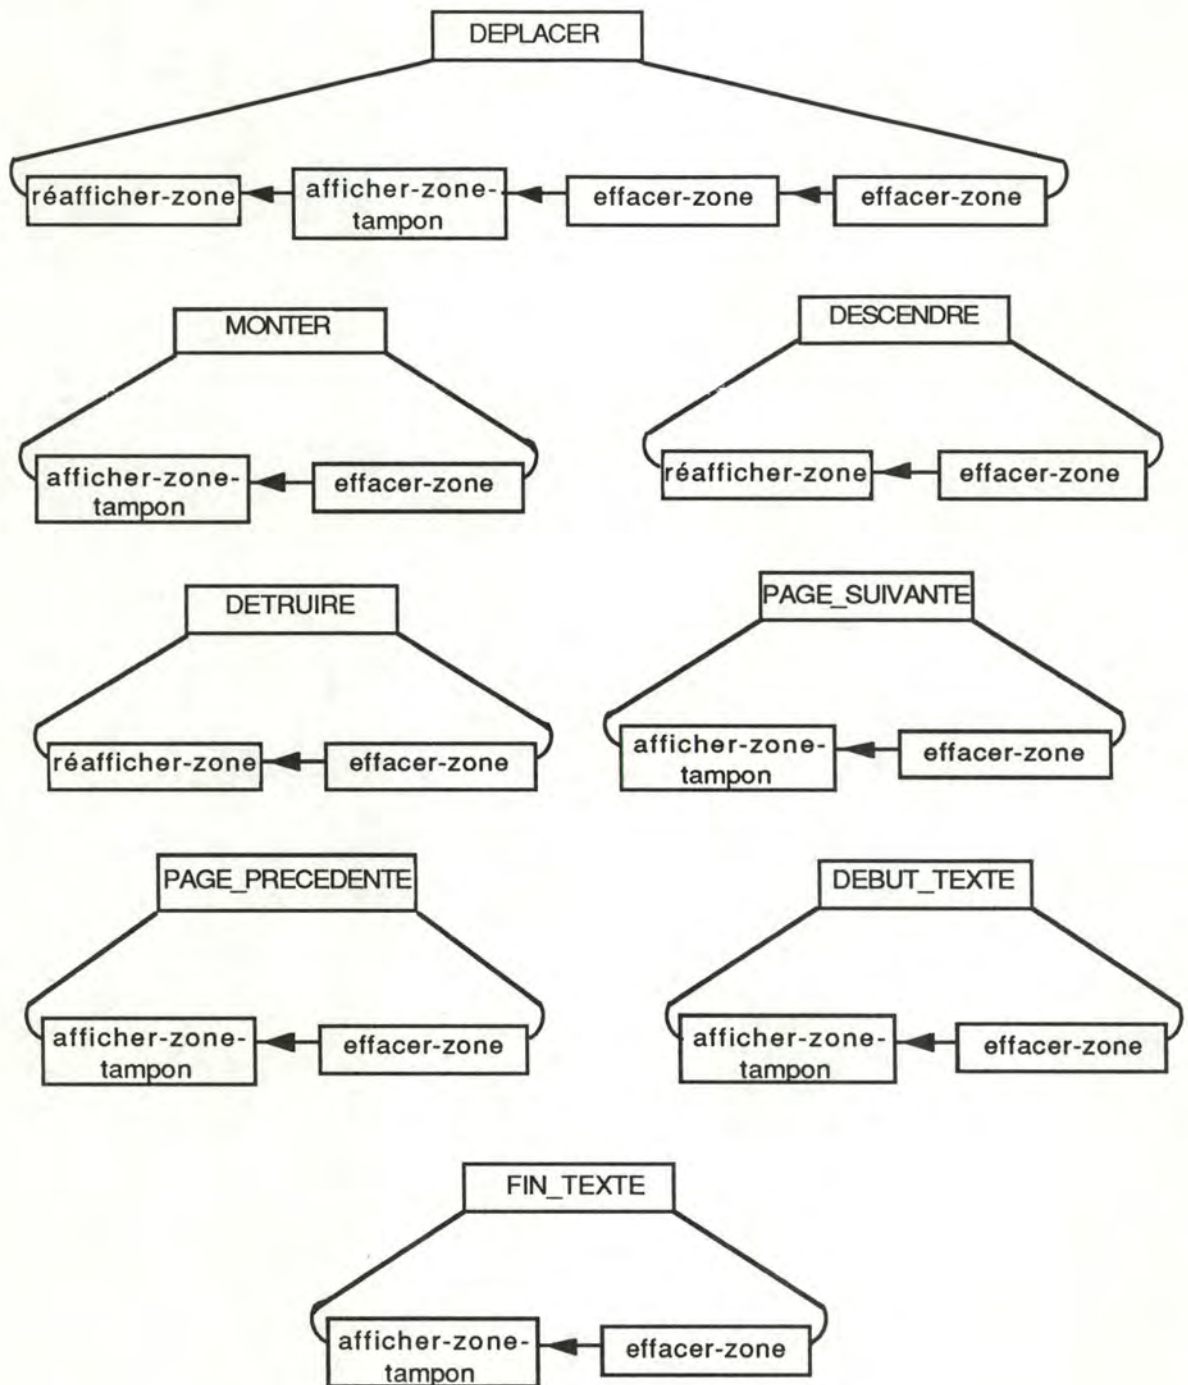 DEPLACER
réafficher-zone
afficher-zone-
tampon
effacer-zone
effacer-zone
MONTER
afficher-zone-
tampon
effacer-zone
DESCENDRE
réafficher-zone
effacer-zone
DETRUIRE
réafficher-zone
effacer-zone
PAGE_SUIVANTE
afficher-zone-
tampon
effacer-zone
PAGE_PRECEDENTE
afficher-zone-
tampon
effacer-zone
DEBUT_TEXTE
afficher-zone-
tampon
effacer-zone
FIN_TEXTE
afficher-zone-
tampon
effacer-zone